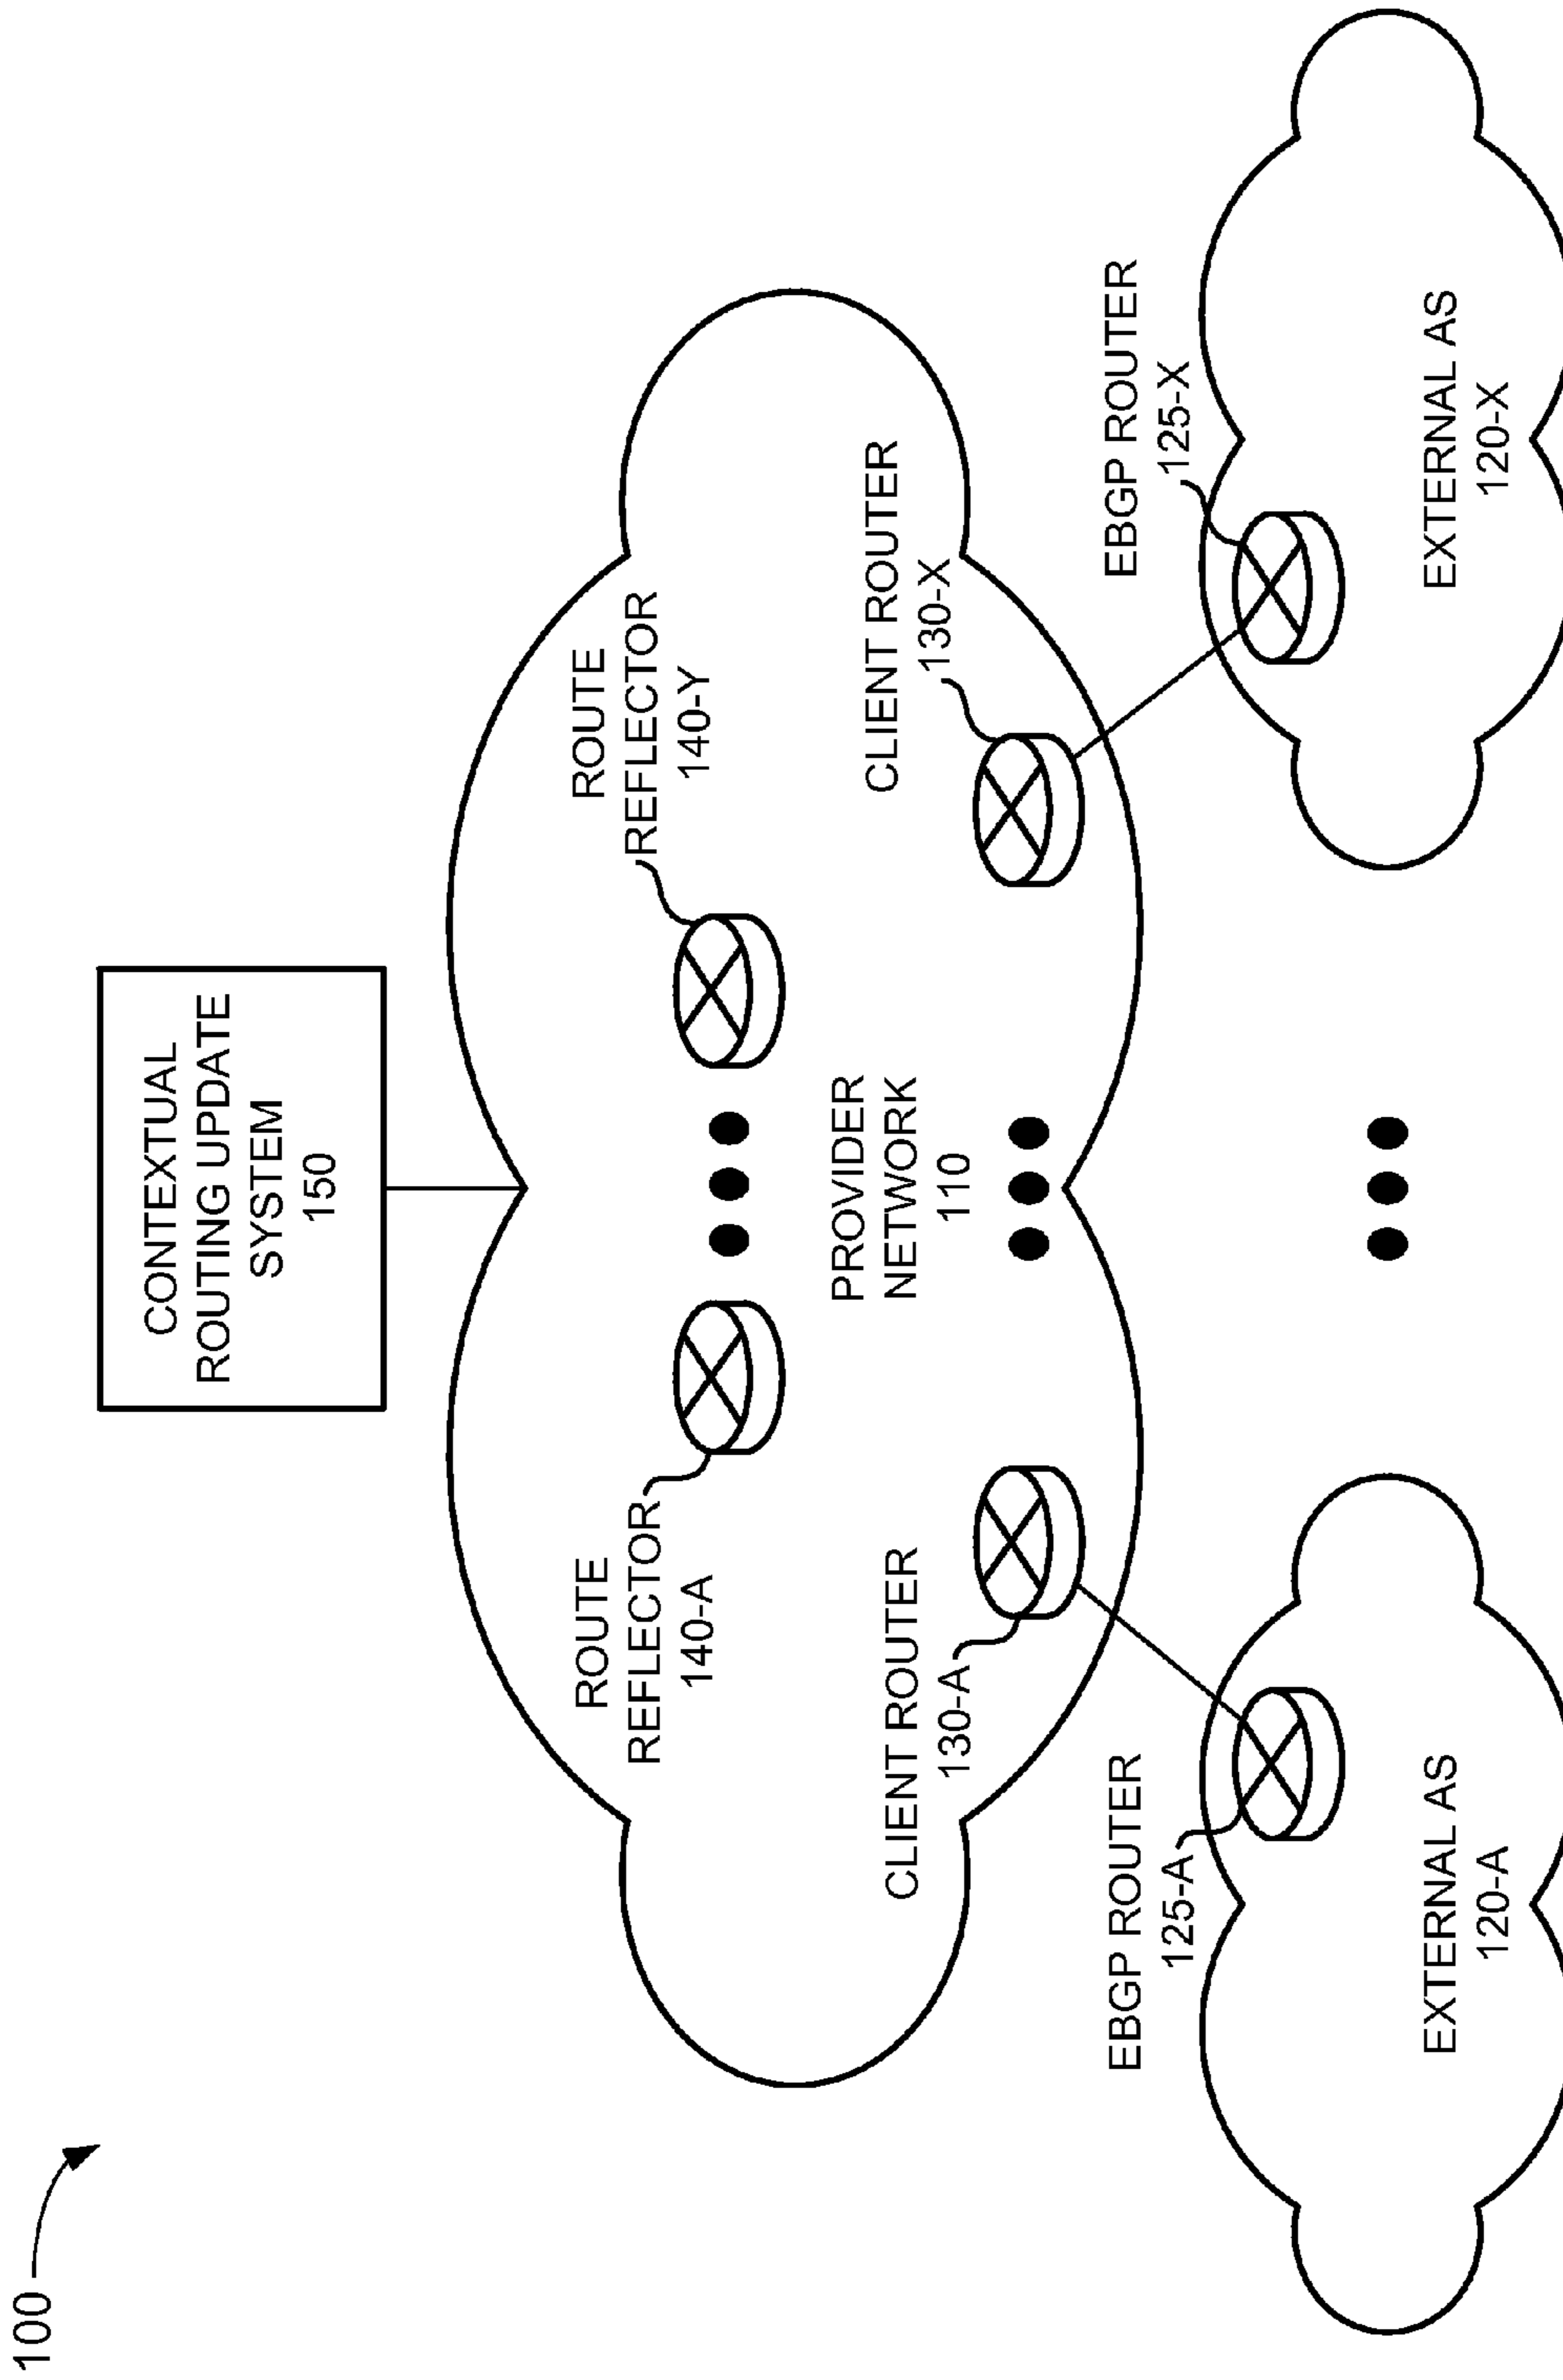 100
CONTEXTUAL
ROUTING UPDATE
SYSTEM
150
ROUTE
REFLECTOR
140-A
ROUTE
REFLECTOR
140-Y
PROVIDER
NETWORK
110
CLIENT ROUTER
130-A
CLIENT ROUTER
130-X
EBGP ROUTER
125-A
EBGP ROUTER
125-X
EXTERNAL AS
120-A
EXTERNAL AS
120-X